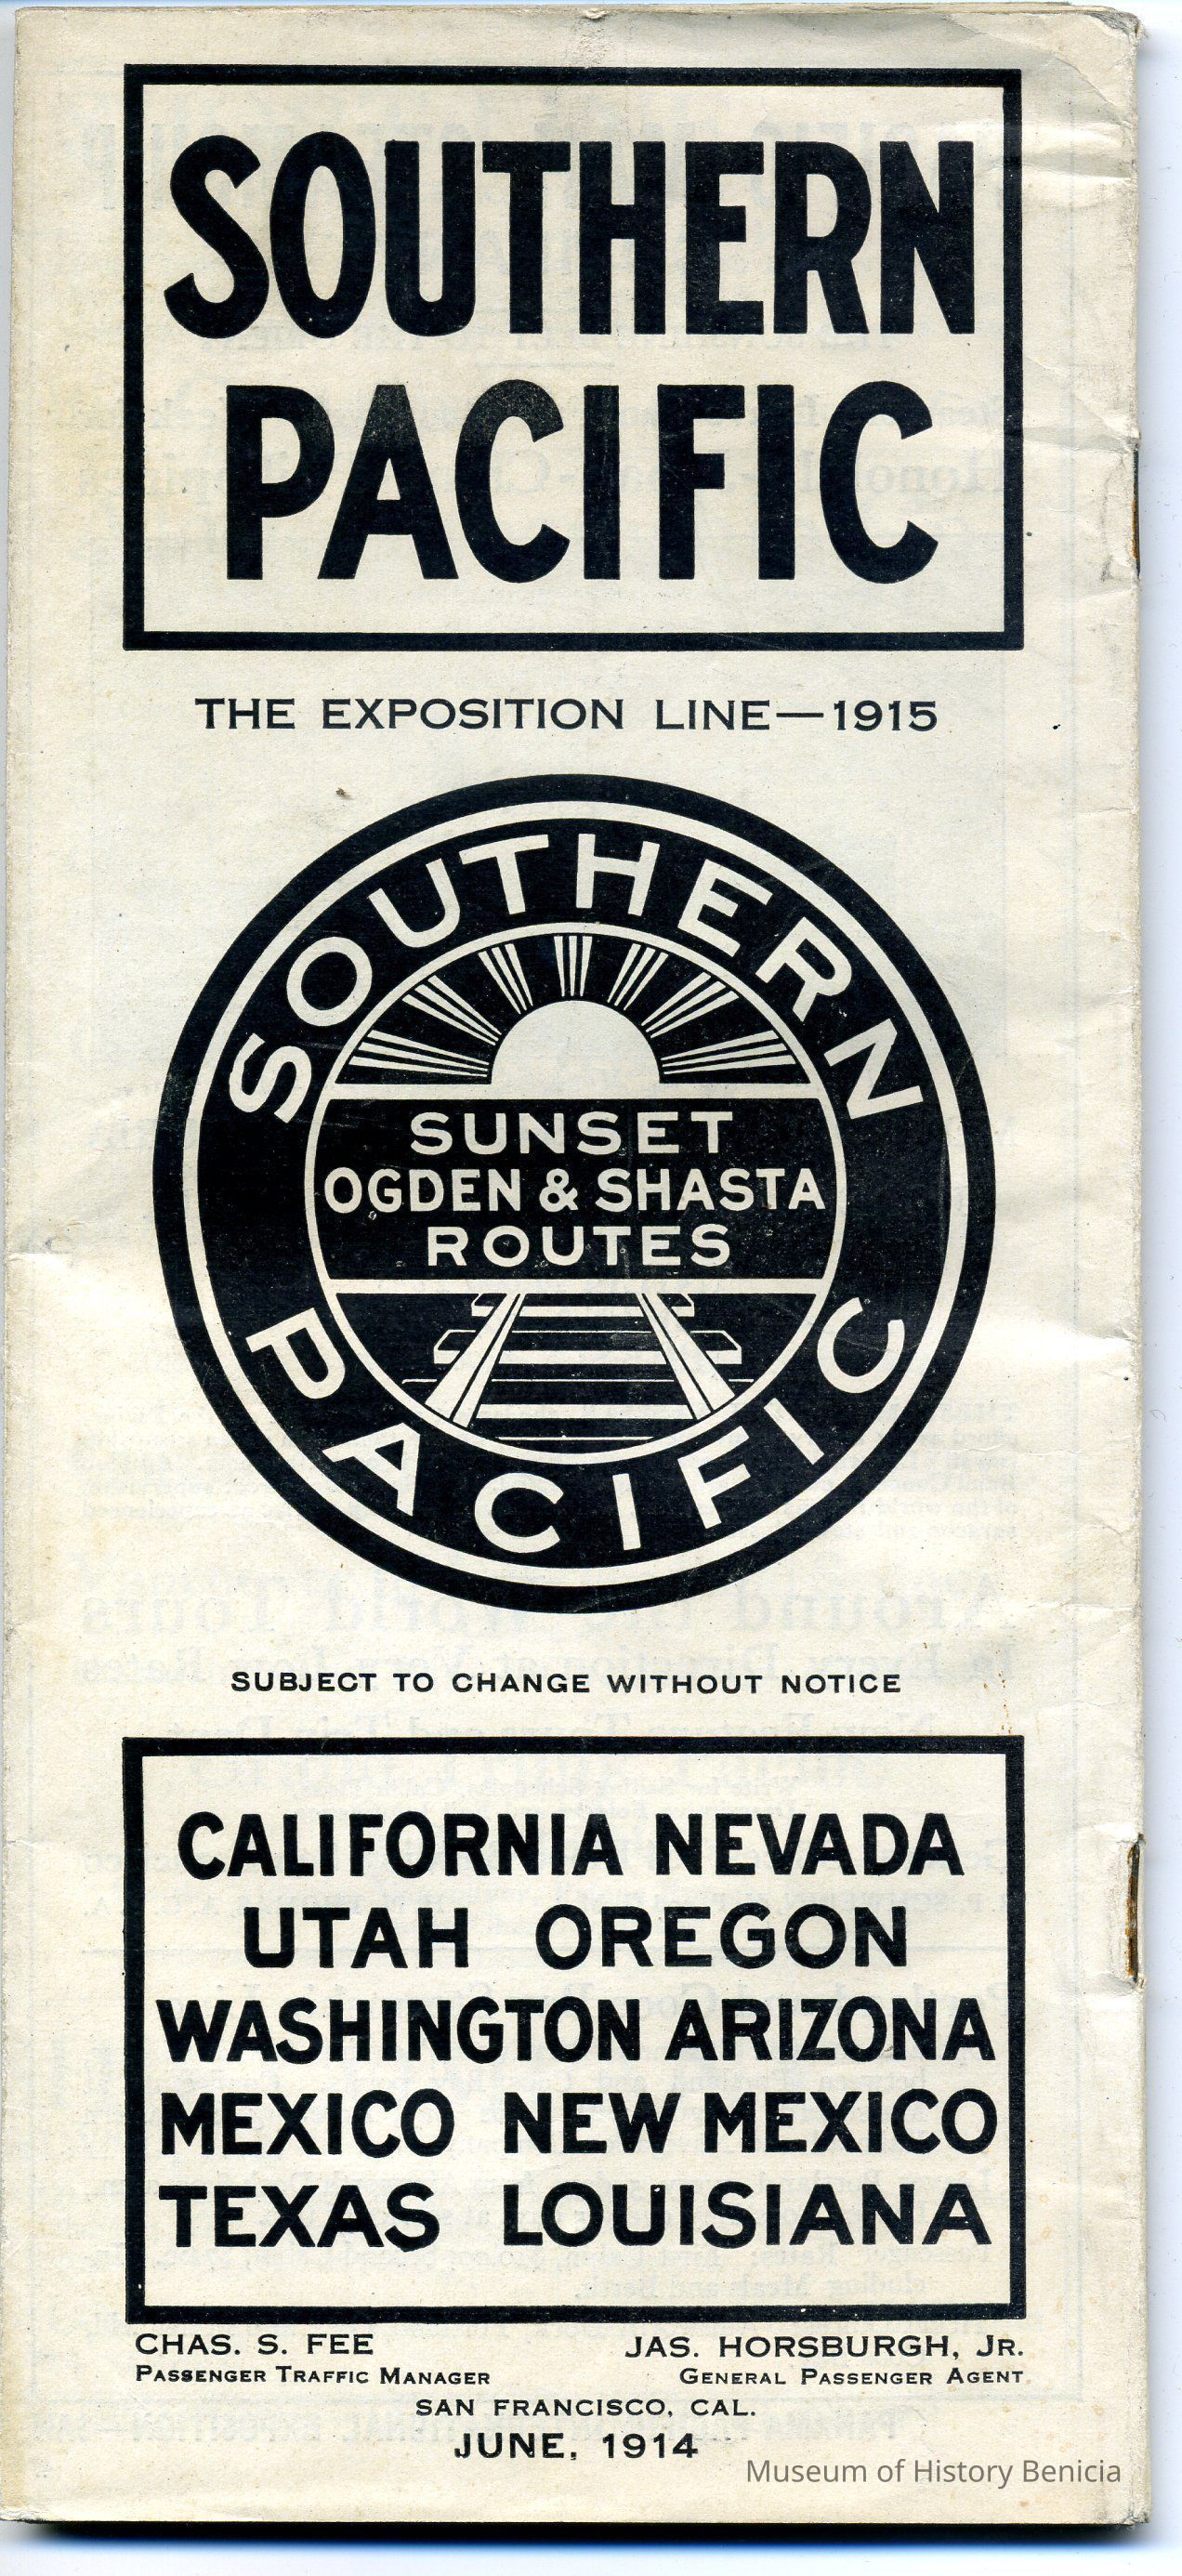 SOUTHERN
PACIFIC
THE EXPOSITION LINE—1915
SOUTHERN
SUNSET
OGDEN & SHASTA
ROUTES
PACIFIC
SUBJECT TO CHANGE WITHOUT NOTICE
CALIFORNIA NEVADA
UTAH OREGON
WASHINGTON ARIZONA
MEXICO NEW MEXICO
TEXAS LOUISIANA
CHAS. S. FEE JAS. HORSBURGH, JR.
PASSENGER TRAFFIC MANAGER GENERAL PASSENGER AGENT
SAN FRANCISCO, CAL.
JUNE, 1914
Museum of History Benicia